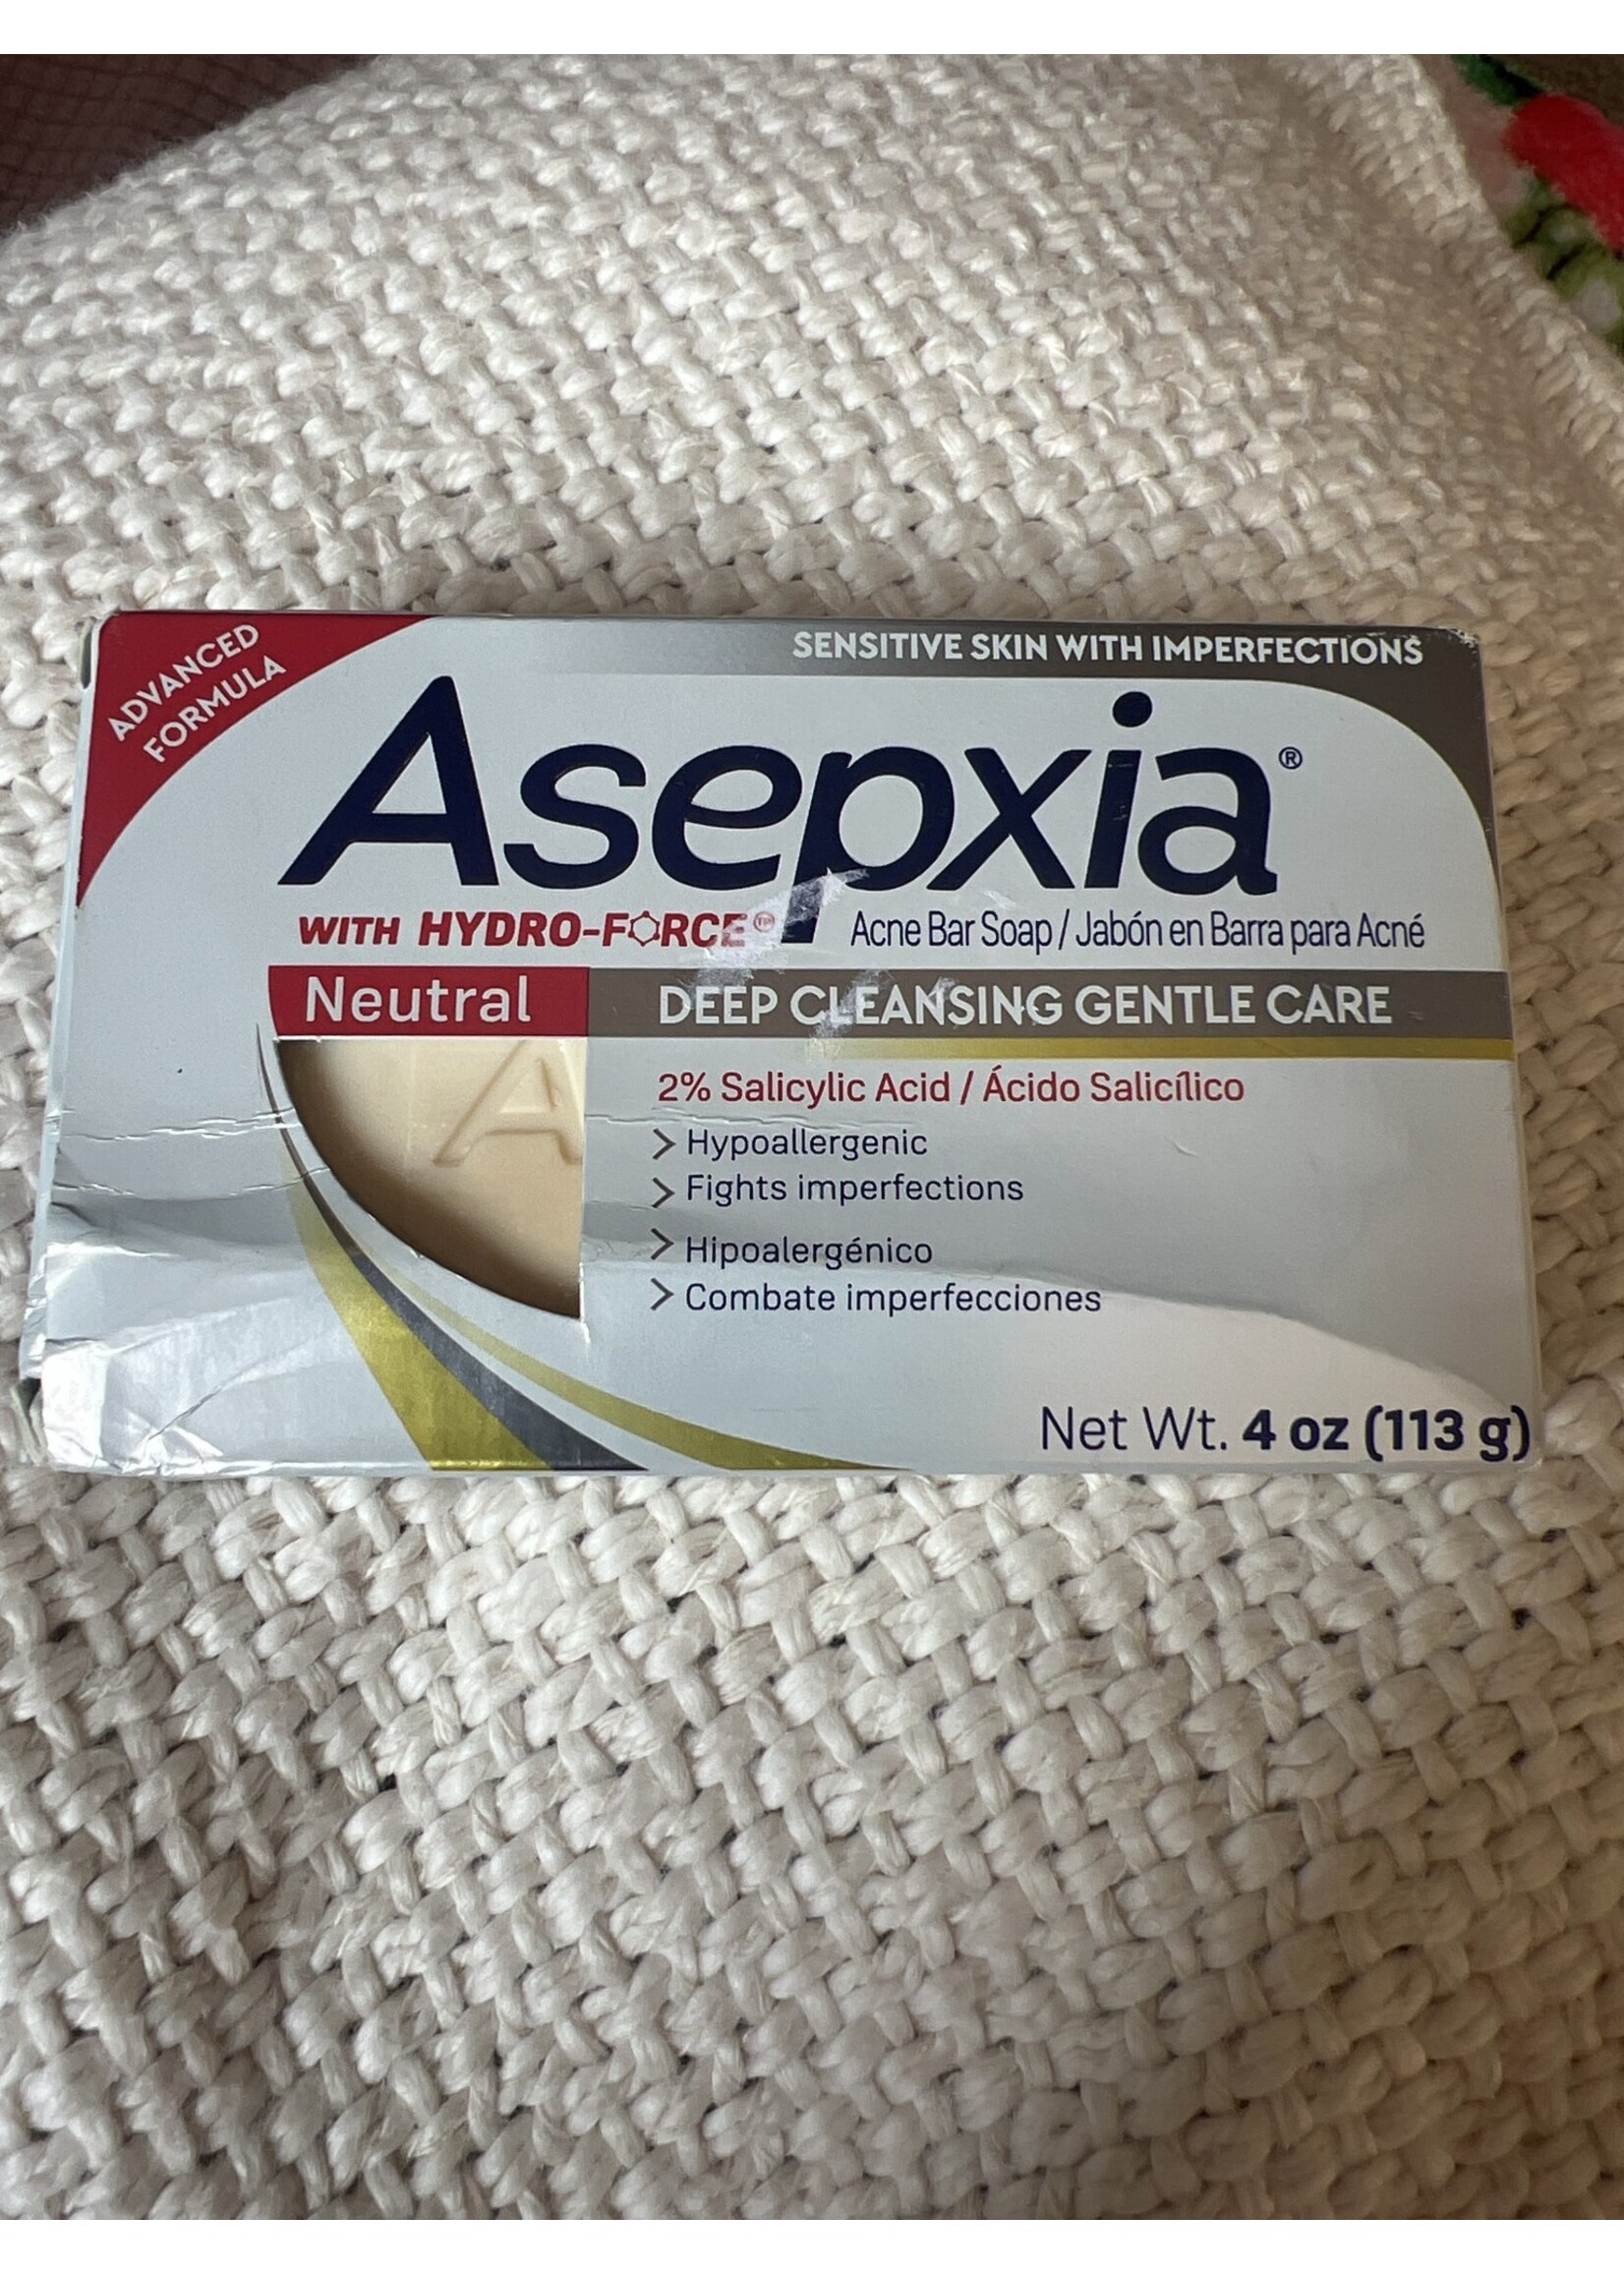 ADVANCED
FORMULA
SENSITIVE SKIN WITH IMPERFECTIONS
Asepxia®
WITH HYDRO-FORCE™ Acne Bar Soap / Jabón en Barra para Acné
Neutral DEEP CLEANSING GENTLE CARE
A
2% Salicylic Acid / Ácido Salicílico
> Hypoallergenic
> Fights imperfections
> Hipoalergénico
> Combate imperfecciones
Net Wt. 4 oz (113 g)